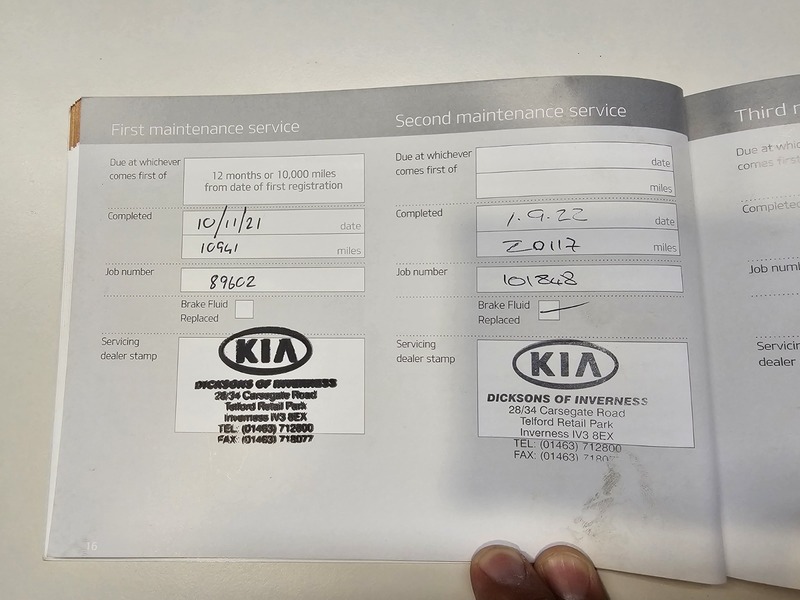 First maintenance service
Due at whichever
comes first of
12 months or 10,000 miles
from date of first registration
Completed
10/11/21 date
10941 miles
Job number
89602
Brake Fluid
Replaced
Servicing
dealer stamp
KIA
DICKSONS OF INVERNESS
28/34 Carsegate Road
Telford Retail Park
Inverness IV3 8EX
TEL: (01463) 712800
FAX: (01463) 718077
16
Second maintenance service
Due at whichever
comes first of
date
miles
Completed
1.9.22 date
20117 miles
Job number
101848
Brake Fluid
Replaced
Servicing
dealer stamp
KIA
DICKSONS OF INVERNESS
28/34 Carsegate Road
Telford Retail Park
Inverness IV3 8EX
TEL: (01463) 712800
FAX: (01463) 71807
Third m
Due at which
comes first
Completed
Job numb
Servicin
dealer